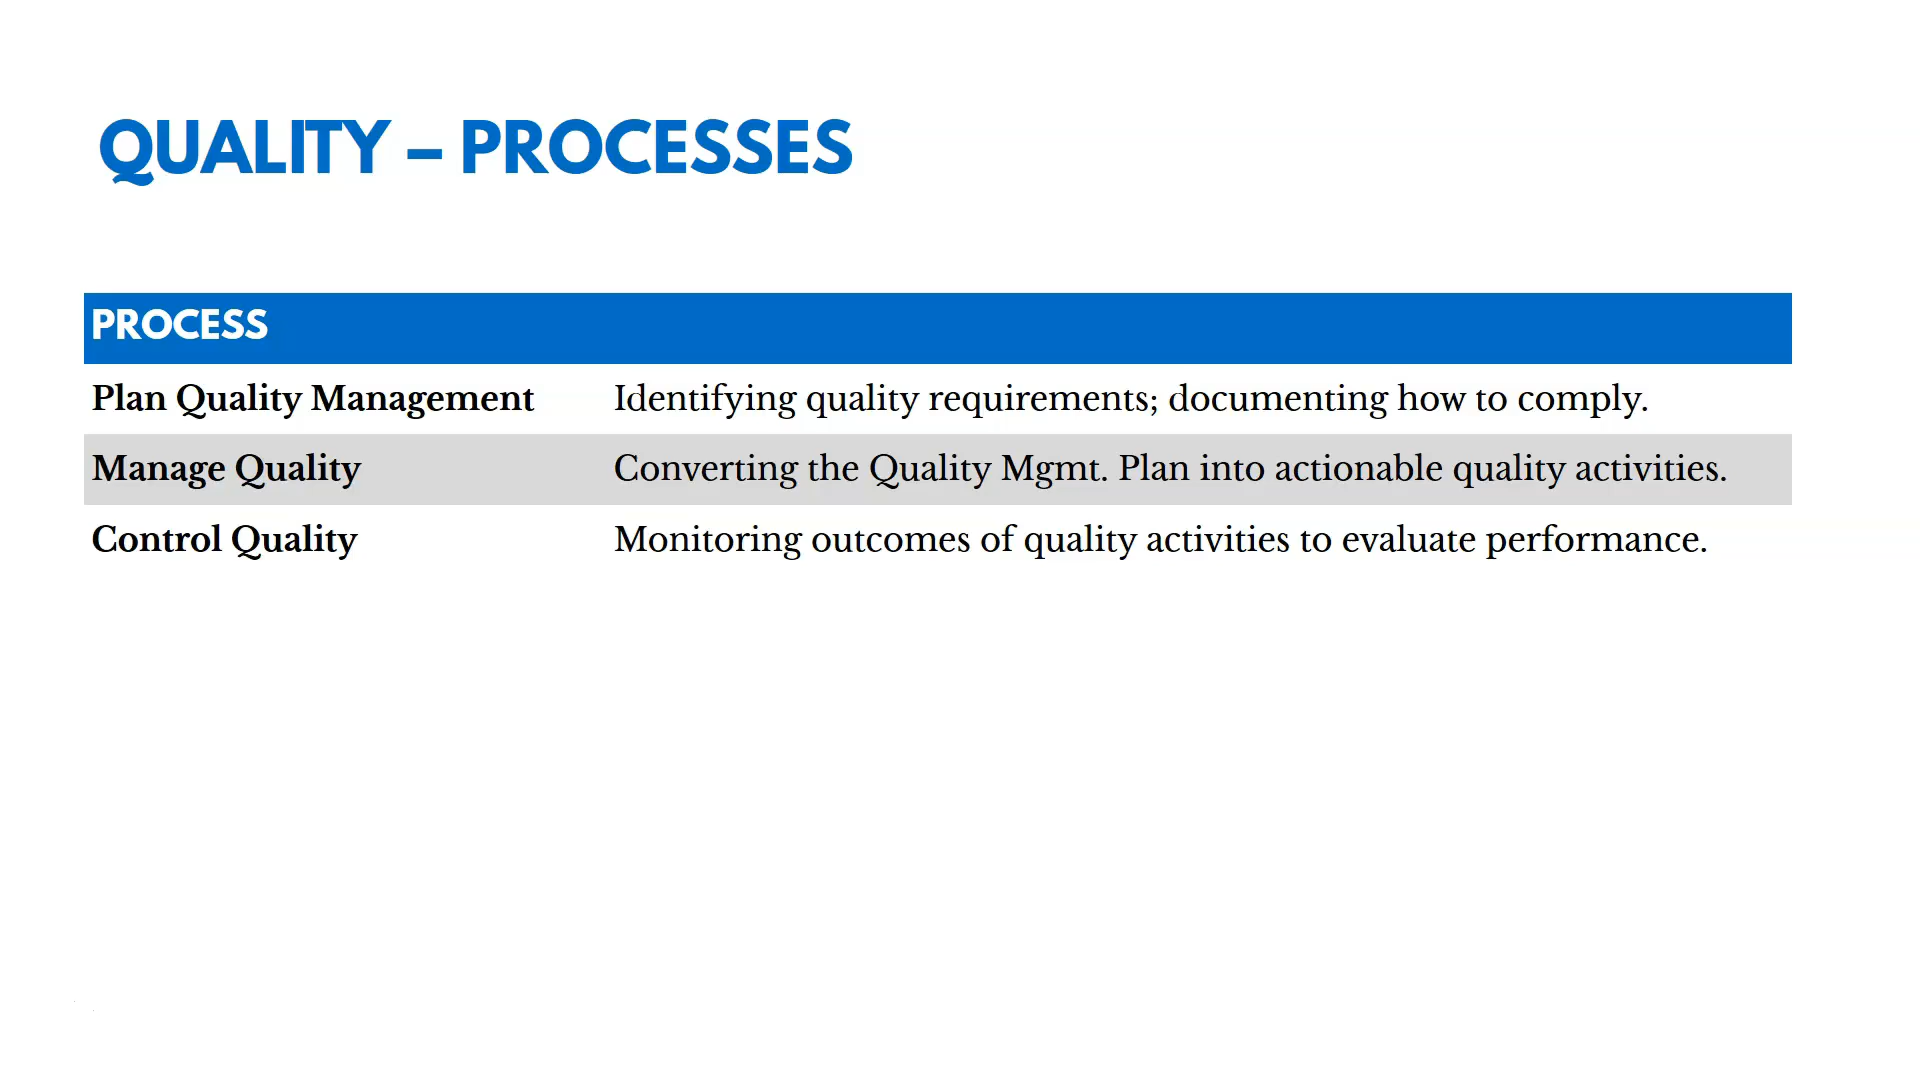 QUALITY – PROCESSES
PROCESS
Plan Quality Management Identifying quality requirements; documenting how to comply.
Manage Quality Converting the Quality Mgmt. Plan into actionable quality activities.
Control Quality Monitoring outcomes of quality activities to evaluate performance.